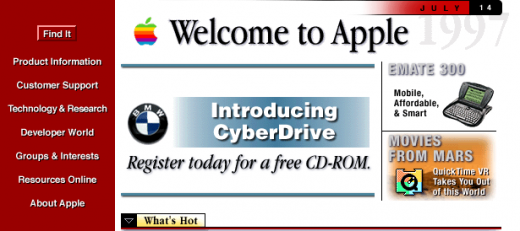 JULY 14
1997
Find It
Product Information
Customer Support
Technology & Research
Developer World
Groups & Interests
Resources Online
About Apple
Welcome to Apple
BMW
Introducing
CyberDrive
Register today for a free CD-ROM.
What's Hot
EMATE 300
Mobile,
Affordable,
& Smart
MOVIES
FROM MARS
QuickTime VR
Takes You Out
of this World